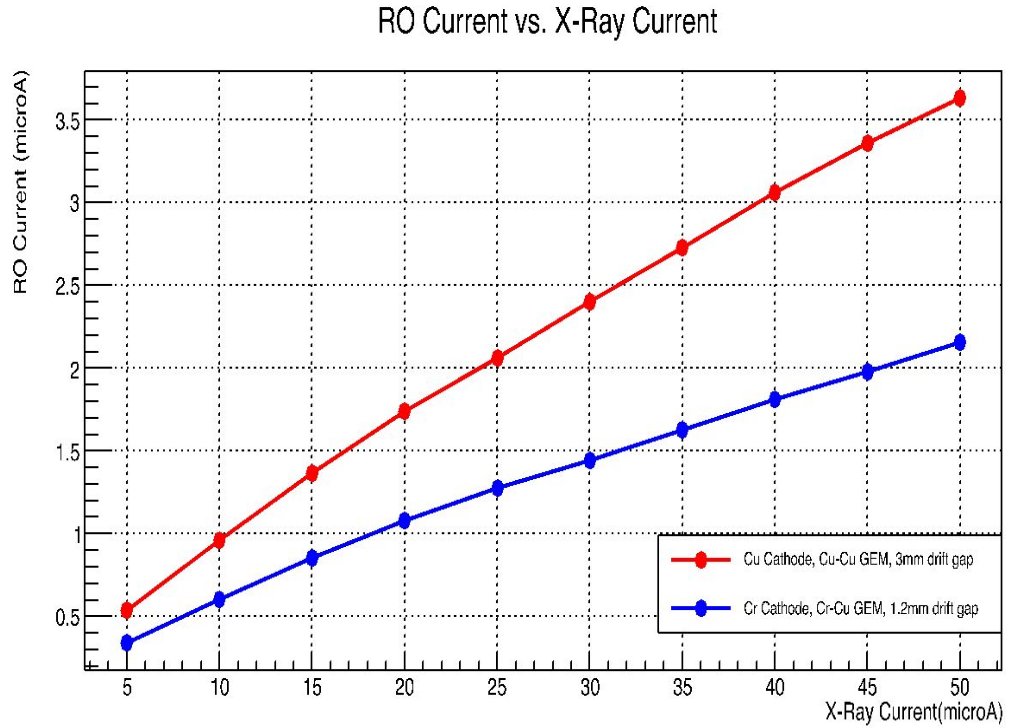 RO Current vs. X-Ray Current
RO Current (microA)
3.5
3
2.5
2
1.5
1
0.5
Cu Cathode, Cu-Cu GEM, 3mm drift gap
Cr Cathode, Cr-Cu GEM, 1.2mm drift gap
5 10 15 20 25 30 35 40 45 50
X-Ray Current(microA)